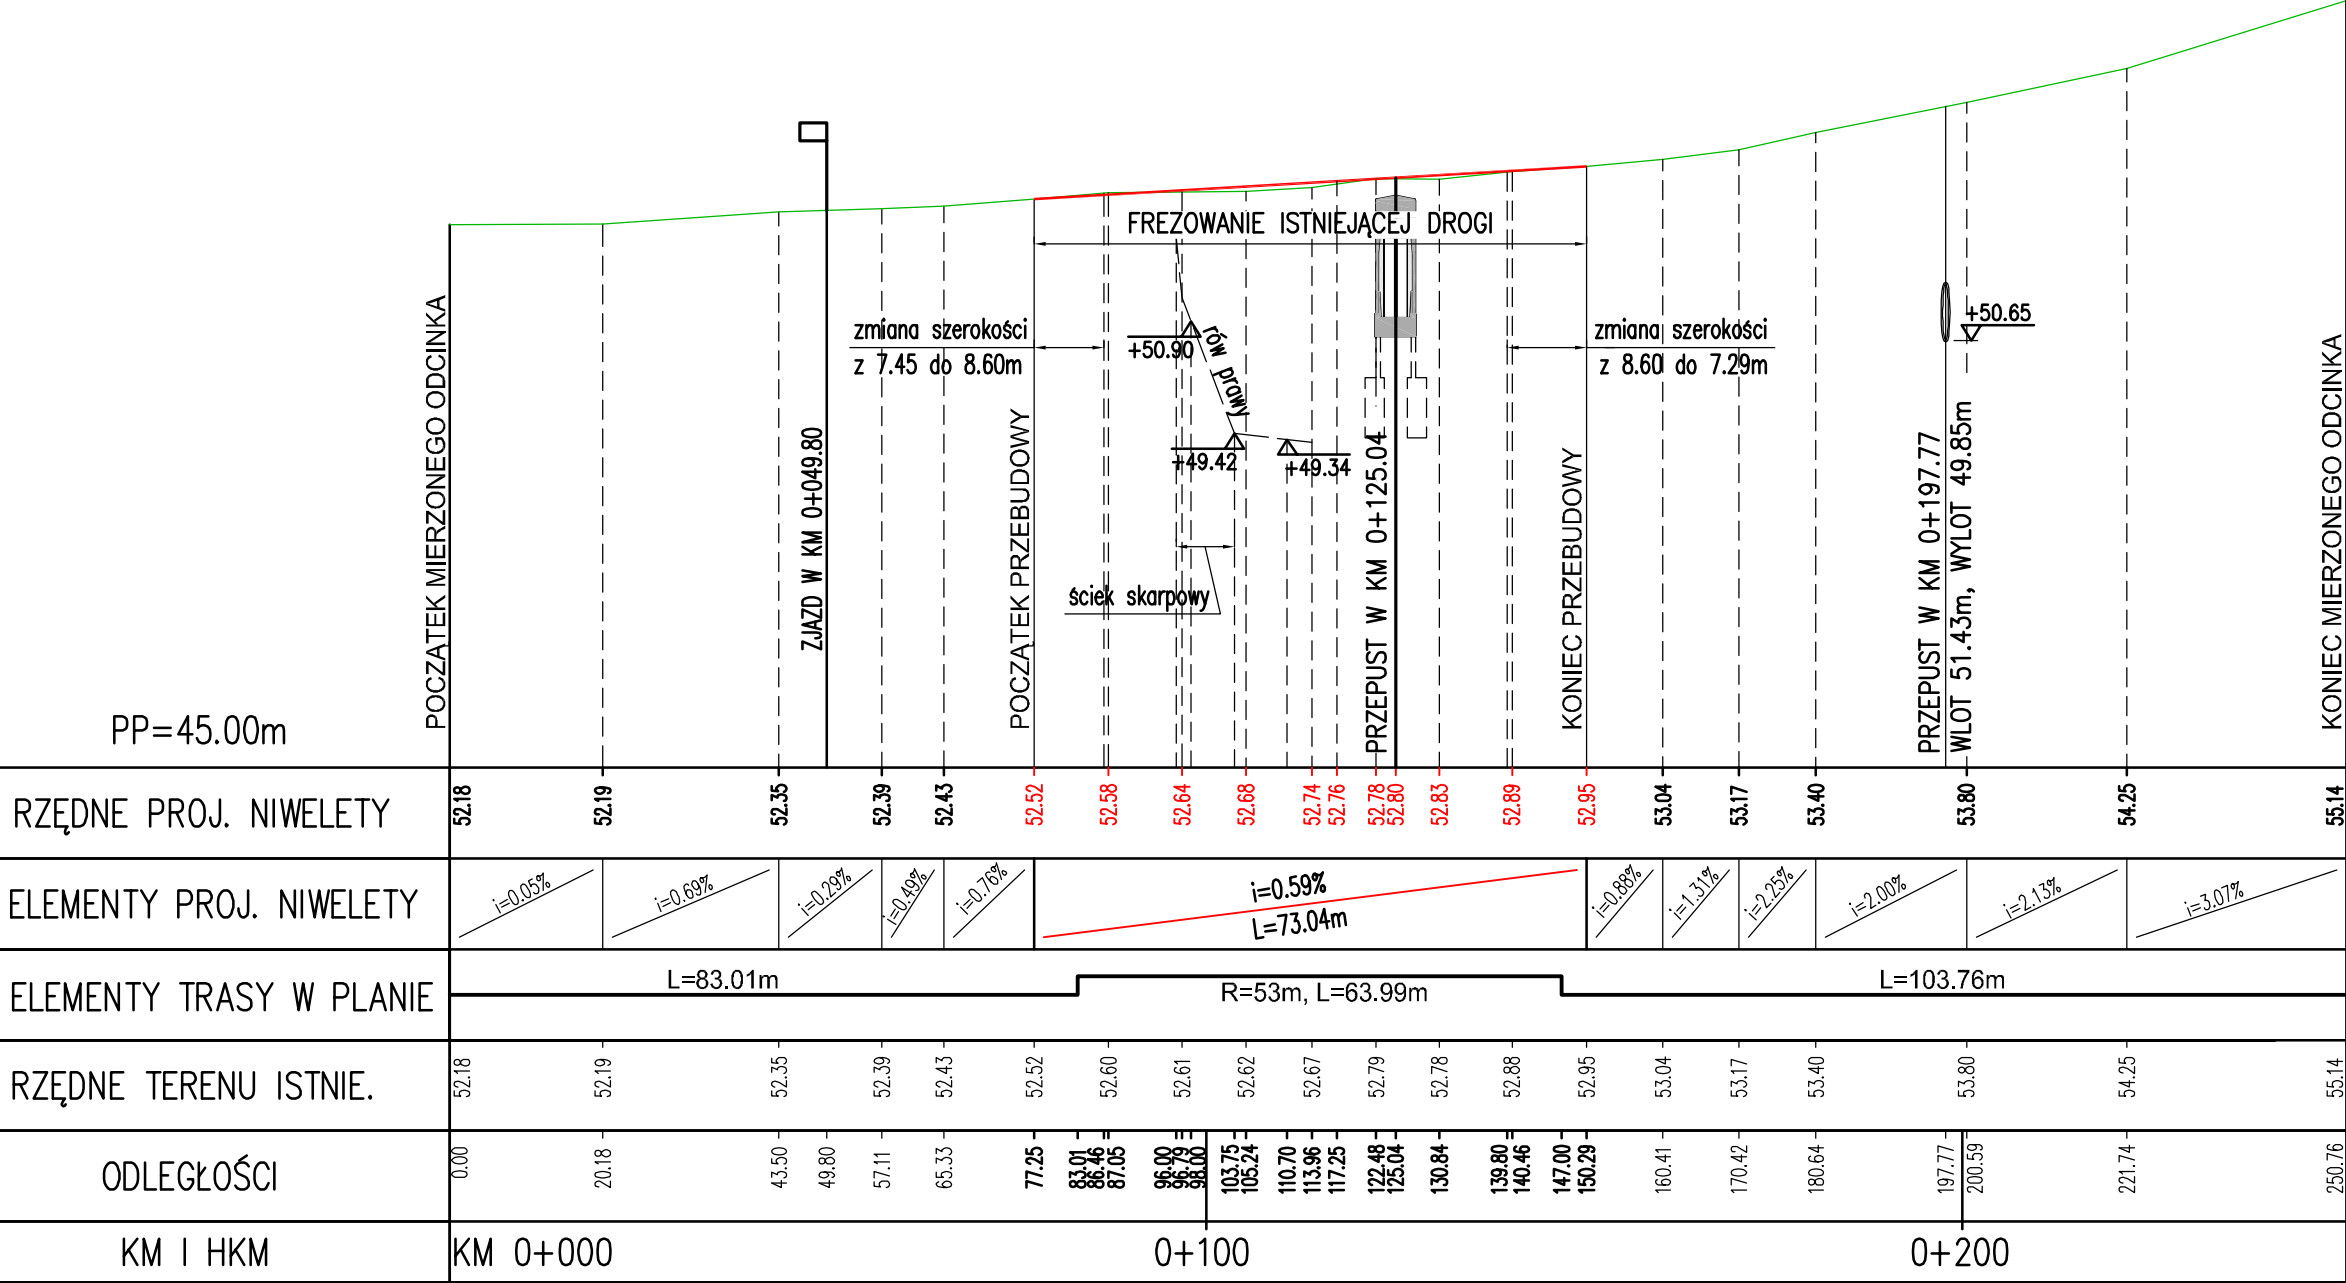 FREZOWANIE ISTNIEJĄCEJ DROGI
zmiana szerokości
z 7.45 do 8.60m
+50.90
rów prawy
+49.42
+49.34
ściek skarpowy
zmiana szerokości
z 8.60 do 7.29m
+50.65
POCZĄTEK MIERZONEGO ODCINKA
ZJAZD W KM 0+049.80
POCZĄTEK PRZEBUDOWY
PRZEPUST W KM 0+125.04
KONIEC PRZEBUDOWY
PRZEPUST W KM 0+197.77
WLOT 51.43m, WYLOT 49.85m
KONIEC MIERZONEGO ODCINKA
PP=45.00m
RZĘDNE PROJ. NIWELETY 52.18 52.19 52.35 52.39 52.43 52.52 52.58 52.64 52.68 52.74 52.76 52.78 52.80 52.83 52.89 52.95 53.04 53.17 53.40 53.80 54.25 55.14
ELEMENTY PROJ. NIWELETY i=0.05% i=0.69% i=0.29% i=0.49% i=0.76% i=0.59% L=73.04m i=0.88% i=1.31% i=2.25% i=2.00% i=2.13% i=3.07%
ELEMENTY TRASY W PLANIE L=83.01m R=53m, L=63.99m L=103.76m
RZĘDNE TERENU ISTNIE. 52.18 52.19 52.35 52.39 52.43 52.52 52.60 52.61 52.62 52.67 52.79 52.78 52.88 52.95 53.04 53.17 53.40 53.80 54.25 55.14
ODLEGŁOŚCI 0.00 20.18 43.50 49.80 57.11 65.33 77.25 83.01 86.46 87.05 96.00 96.79 98.00 103.75 105.24 110.70 113.96 117.25 122.48 125.04 130.84 139.80 140.46 147.00 150.29 160.41 170.42 180.64 197.777 200.59 221.74 250.76
KM I HKM KM 0+000 0+100 0+200